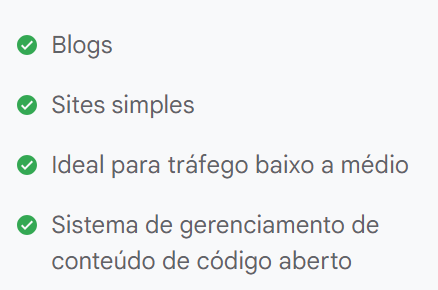 Blogs
Sites simples
Ideal para tráfego baixo a médio
Sistema de gerenciamento de
conteúdo de código aberto